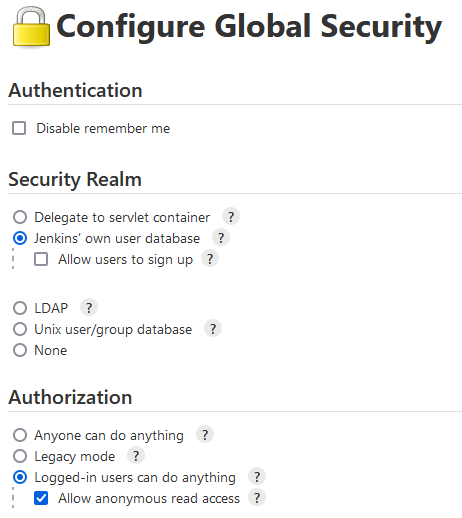 Configure Global Security
Authentication
Disable remember me
Security Realm
Delegate to servlet container ?
Jenkins' own user database ?
Allow users to sign up ?
LDAP ?
Unix user/group database ?
None
Authorization
Anyone can do anything ?
Legacy mode ?
Logged-in users can do anything ?
Allow anonymous read access ?